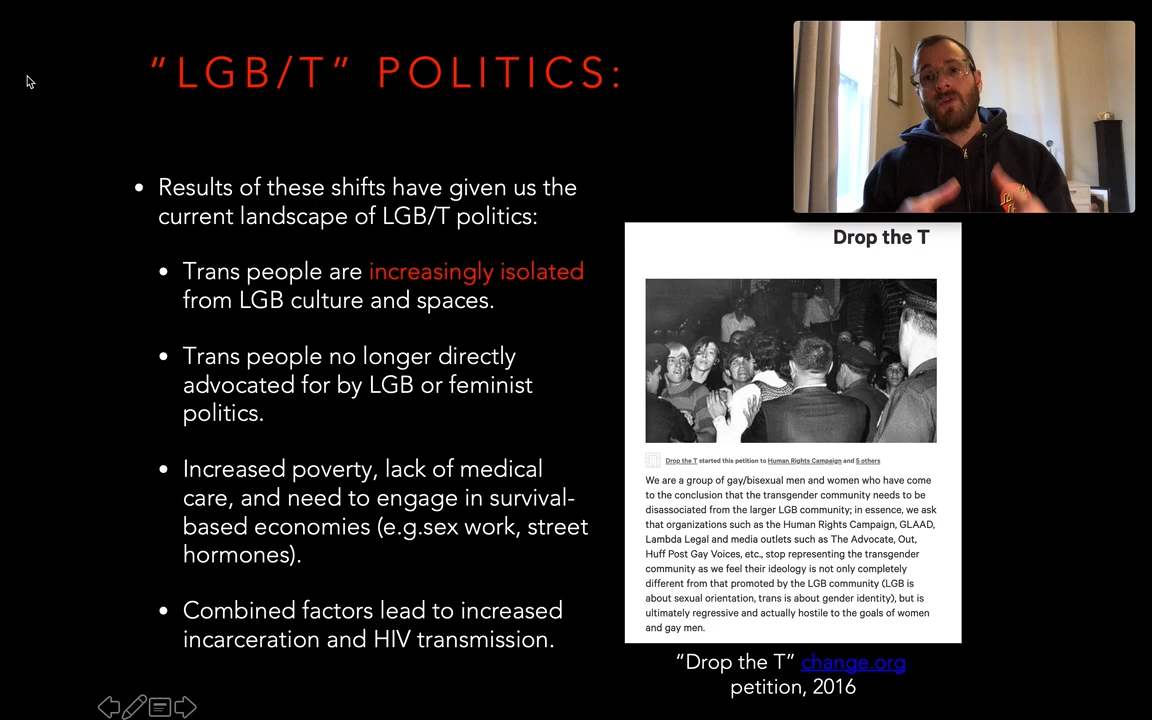 “LGB/T” POLITICS:
• Results of these shifts have given us the
current landscape of LGB/T politics:
• Trans people are increasingly isolated
from LGB culture and spaces.
• Trans people no longer directly
advocated for by LGB or feminist
politics.
• Increased poverty, lack of medical
care, and need to engage in survival-
based economies (e.g.sex work, street
hormones).
• Combined factors lead to increased
incarceration and HIV transmission.
Drop the T
Drop the T started this petition to Human Rights Campaign and 5 others
We are a group of gay/bisexual men and women who have come
to the conclusion that the transgender community needs to be
disassociated from the larger LGB community; in essence, we ask
that organizations such as the Human Rights Campaign, GLAAD,
Lambda Legal and media outlets such as The Advocate, Out,
Huff Post Gay Voices, etc., stop representing the transgender
community as we feel their ideology is not only completely
different from that promoted by the LGB community (LGB is
about sexual orientation, trans is about gender identity), but is
ultimately regressive and actually hostile to the goals of women
and gay men.
“Drop the T” change.org
petition, 2016